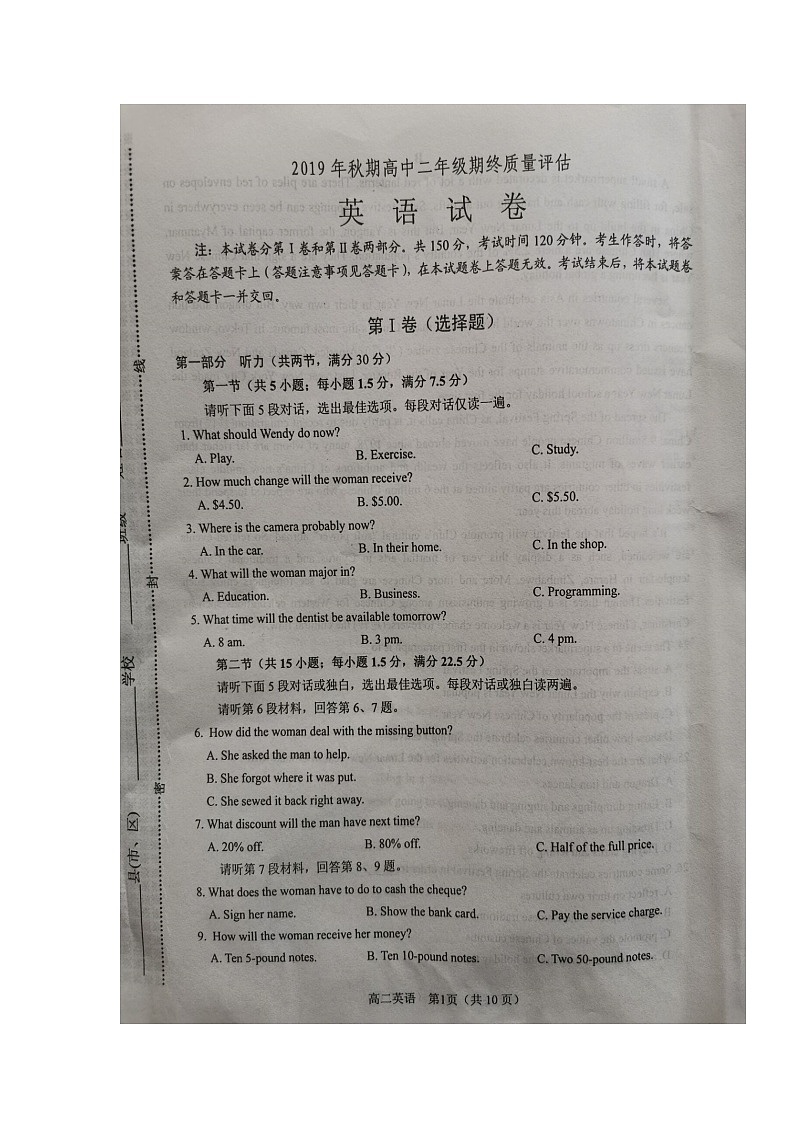 2019 年秋期高中二年级期终质量评估
英 语 试 卷
注：本试卷分第Ⅰ卷和第Ⅱ卷两部分。共 150 分，考试时间 120 分钟。考生作答时，将答
案答在答题卡上（答题注意事项见答题卡），在本试题卷上答题无效。考试结束后，将本试题卷
和答题卡一并交回。
第Ⅰ卷（选择题）
第一部分 听力（共两节，满分 30 分）
第一节（共 5 小题；每小题 1.5 分，满分 7.5 分）
请听下面 5 段对话，选出最佳选项。每段对话仅读一遍。
1. What should Wendy do now?
A. Play. B. Exercise. C. Study.
2. How much change will the woman receive?
A. $4.50. B. $5.00. C. $5.50.
3. Where is the camera probably now?
A. In the car. B. In their home. C. In the shop.
4. What will the woman major in?
A. Education. B. Business. C. Programming.
5. What time will the dentist be available tomorrow?
A. 8 am. B. 3 pm. C. 4 pm.
第二节（共 15 小题；每小题 1.5 分，满分 22.5 分）
请听下面 5 段对话或独白，选出最佳选项。每段对话或独白读两遍。
请听第 6 段材料，回答第 6、7 题。
6. How did the woman deal with the missing button?
A. She asked the man to help.
B. She forgot where it was put.
C. She sewed it back right away.
7. What discount will the man have next time?
A. 20% off. B. 80% off. C. Half of the full price.
请听第 7 段材料，回答第 8、9 题。
8. What does the woman have to do to cash the cheque?
A. Sign her name. B. Show the bank card. C. Pay the service charge.
9. How will the woman receive her money?
A. Ten 5-pound notes. B. Ten 10-pound notes. C. Two 50-pound notes.
高二英语 第1页（共 10 页）
县(市、区)
学校
班级
密
封
线